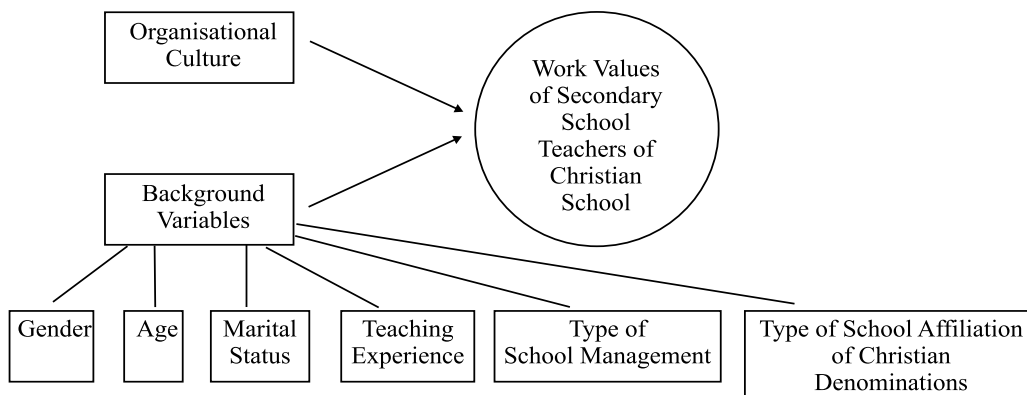 Organisational
Culture
Work Values
of Secondary
School
Teachers of
Christian
School
Background
Variables
Gender
Age
Marital
Status
Teaching
Experience
Type of
School Management
Type of School Affiliation
of Christian
Denominations